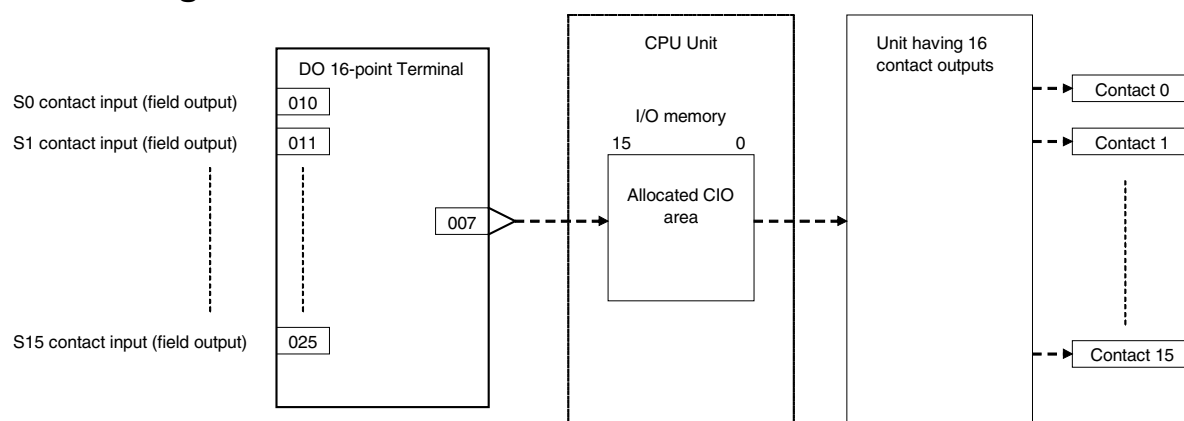 CPU Unit
Unit having 16
contact outputs
DO 16-point Terminal
S0 contact input (field output)
010
Contact 0
S1 contact input (field output)
011
I/O memory
15 0
Contact 1
Allocated CIO
area
007
S15 contact input (field output)
025
Contact 15